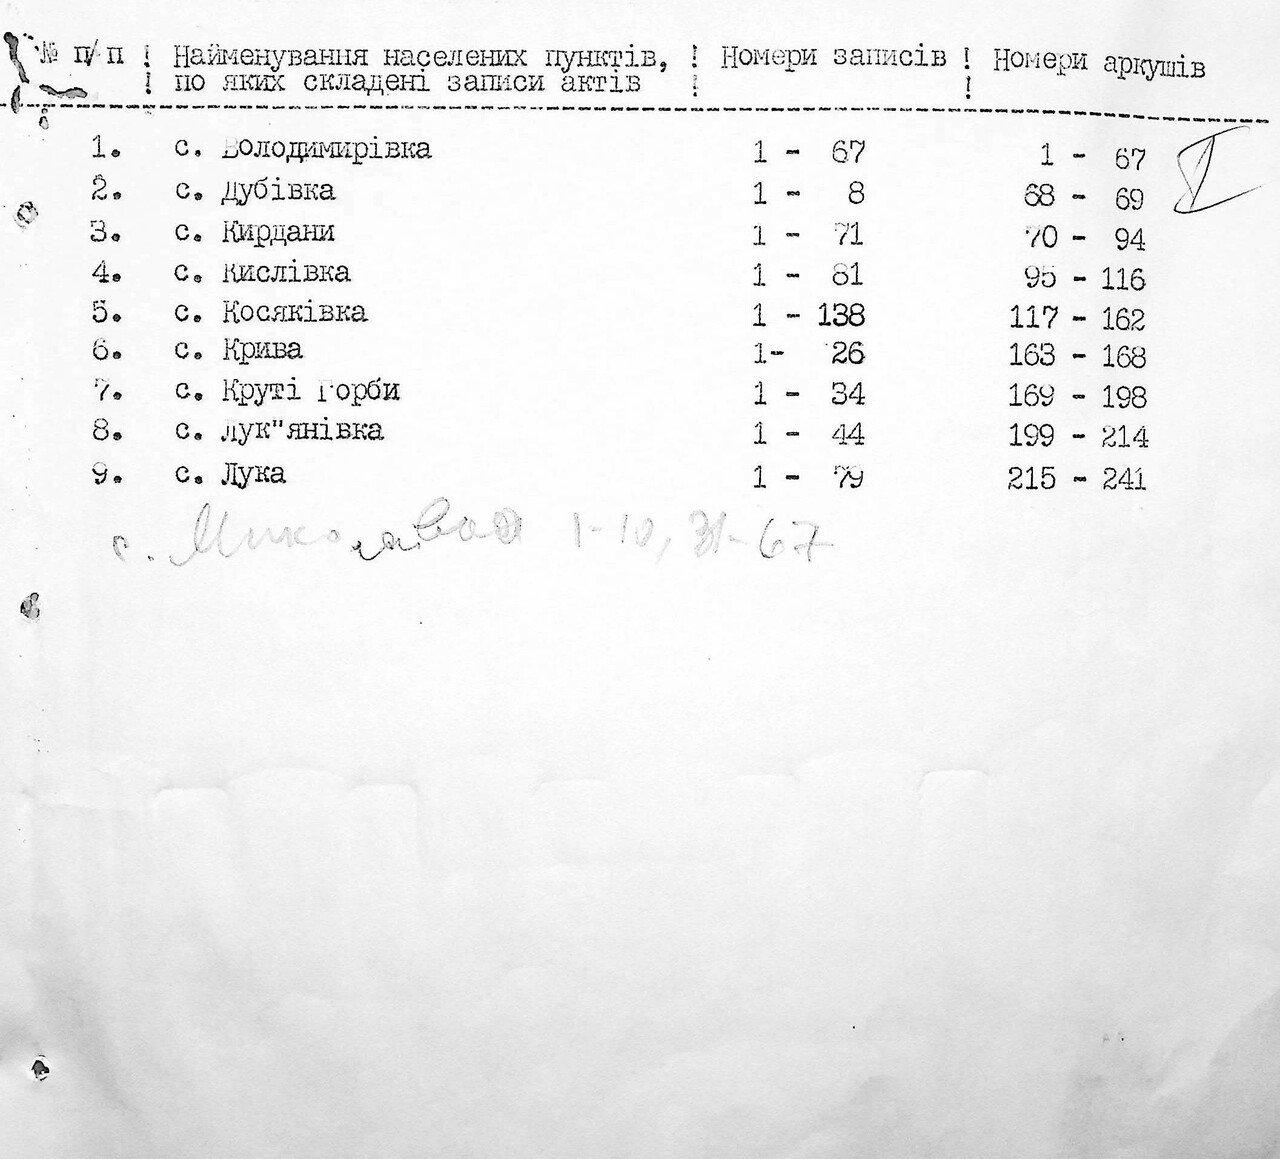 № п/п ! Найменування населених пунктів, ! Номери записів ! Номери аркушів
! по яких складені записи актів ! !
1. с. Володимирівка 1 - 67 1 - 67
2. с. Дубівка 1 - 8 68 - 69
3. с. Кирдани 1 - 71 70 - 94
4. с. Кислівка 1 - 81 95 - 116
5. с. Косяківка 1 - 138 117 - 162
6. с. Крива 1- 26 163 - 168
7. с. Круті Горби 1 - 34 169 - 198
8. с. Лук"янівка 1 - 44 199 - 214
9. с. Лука 1 - 79 215 - 241
с. 1-10, 31-67